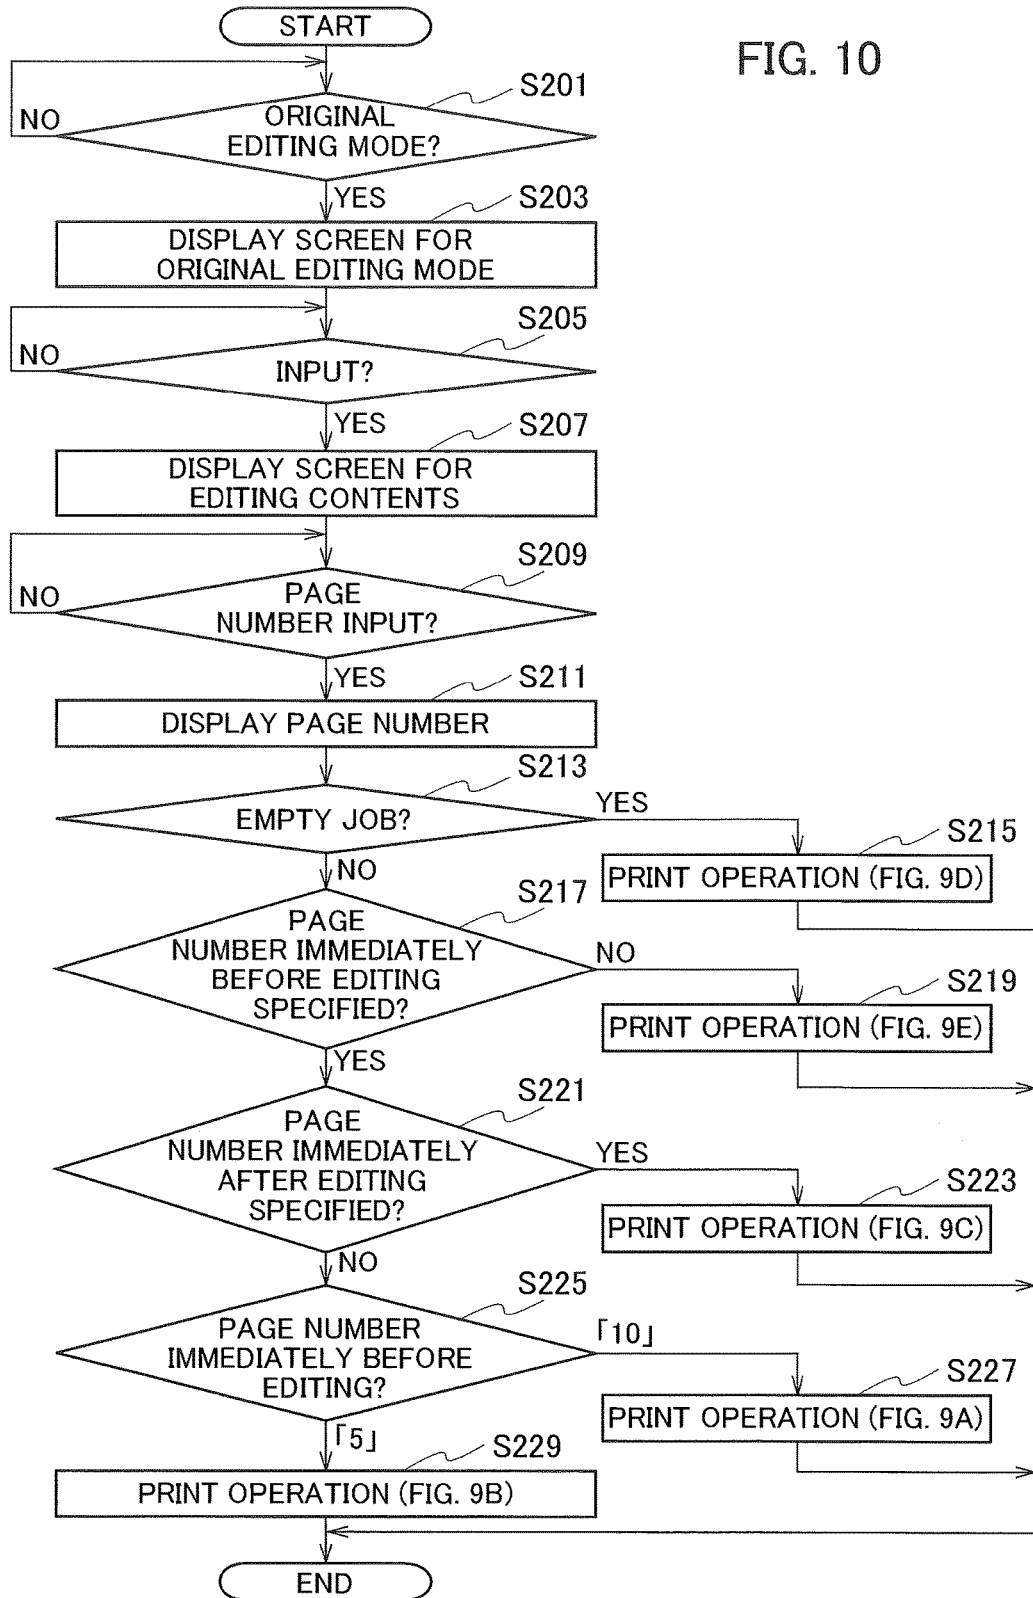 START
FIG. 10
S201
ORIGINAL
EDITING MODE?
NO
YES
S203
DISPLAY SCREEN FOR
ORIGINAL EDITING MODE
S205
INPUT?
NO
YES
S207
DISPLAY SCREEN FOR
EDITING CONTENTS
S209
PAGE
NUMBER INPUT?
NO
YES
S211
DISPLAY PAGE NUMBER
S213
EMPTY JOB?
YES
S215
PRINT OPERATION (FIG. 9D)
NO
S217
PAGE
NUMBER IMMEDIATELY
BEFORE EDITING
SPECIFIED?
NO
S219
PRINT OPERATION (FIG. 9E)
YES
S221
PAGE
NUMBER IMMEDIATELY
AFTER EDITING
SPECIFIED?
YES
S223
PRINT OPERATION (FIG. 9C)
NO
S225
PAGE NUMBER
IMMEDIATELY BEFORE
EDITING?
「10」
S227
PRINT OPERATION (FIG. 9A)
「5」
S229
PRINT OPERATION (FIG. 9B)
END